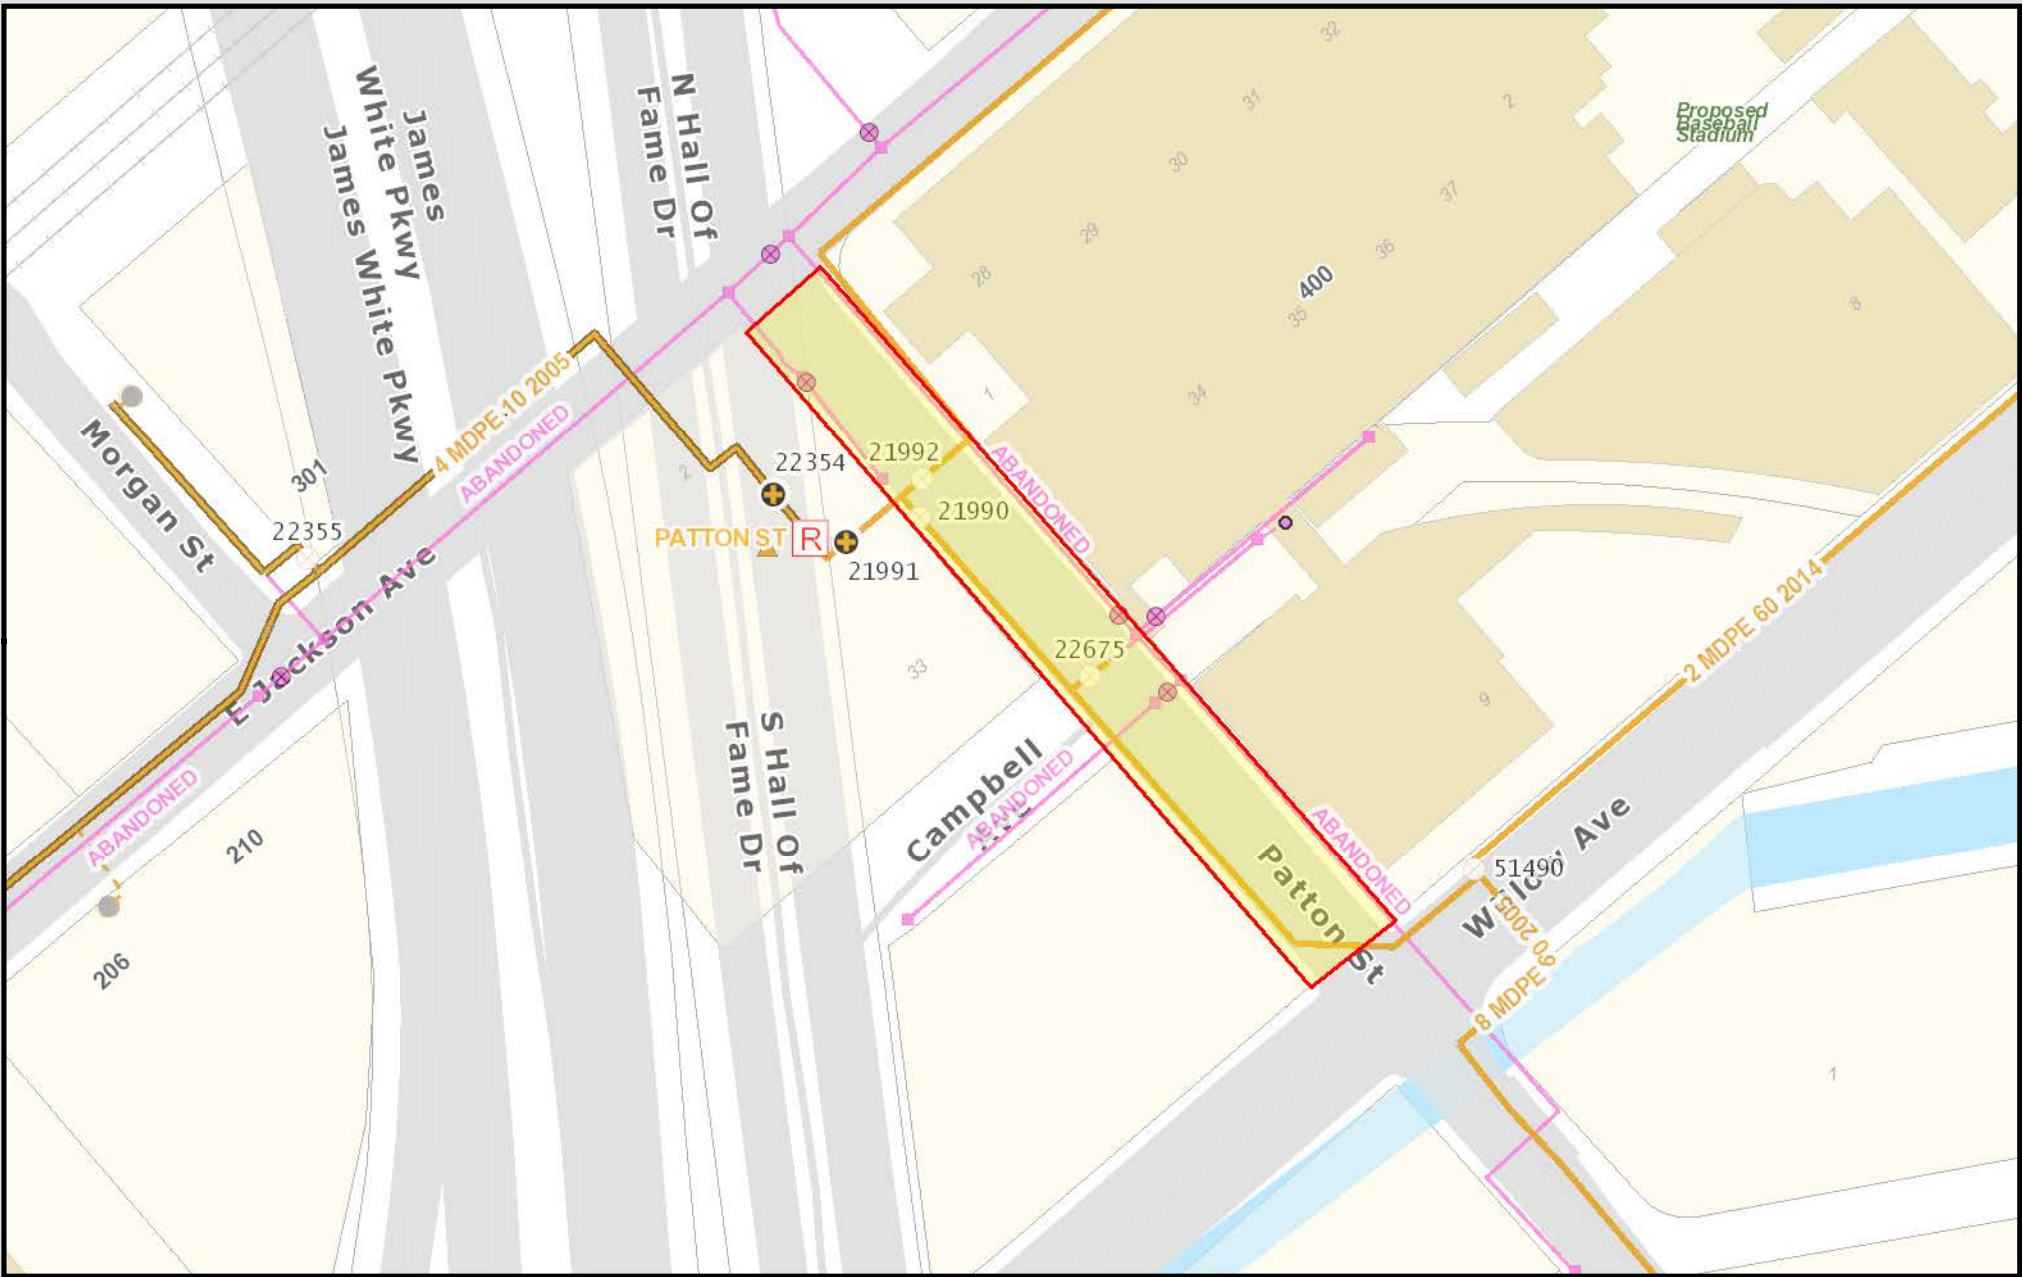 James
White Pkwy
James White Pkwy
N Hall Of
Fame Dr
Proposed
Baseball
Stadium
32
31
2
30
37
29
36
28
400
35
8
34
1
4 MDPE 10 2005
ABANDONED
Morgan St
301
22355
2
22354
21992
21990
ABANDONED
PATTON ST
R
21991
E Jackson Ave
2 MDPE 60 2014
22675
33
9
S Hall Of
Fame Dr
Campbell
Ave
ABANDONED
ABANDONED
210
206
Patton St
ABANDONED
51490
Willow Ave
8 MDPE 60 2005
1